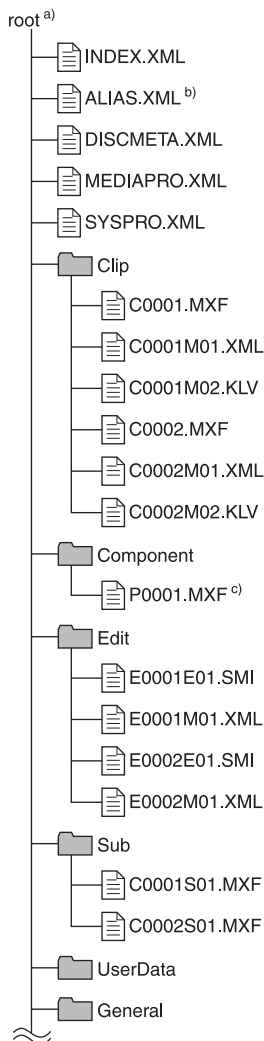 root a)
INDEX.XML
ALIAS.XML b)
DISCMETA.XML
MEDIAPRO.XML
SYSPRO.XML
Clip
C0001.MXF
C0001M01.XML
C0001M02.KLV
C0002.MXF
C0002M01.XML
C0002M02.KLV
Component
P0001.MXF c)
Edit
E0001E01.SMI
E0001M01.XML
E0002E01.SMI
E0002M01.XML
Sub
C0001S01.MXF
C0002S01.MXF
UserData
General